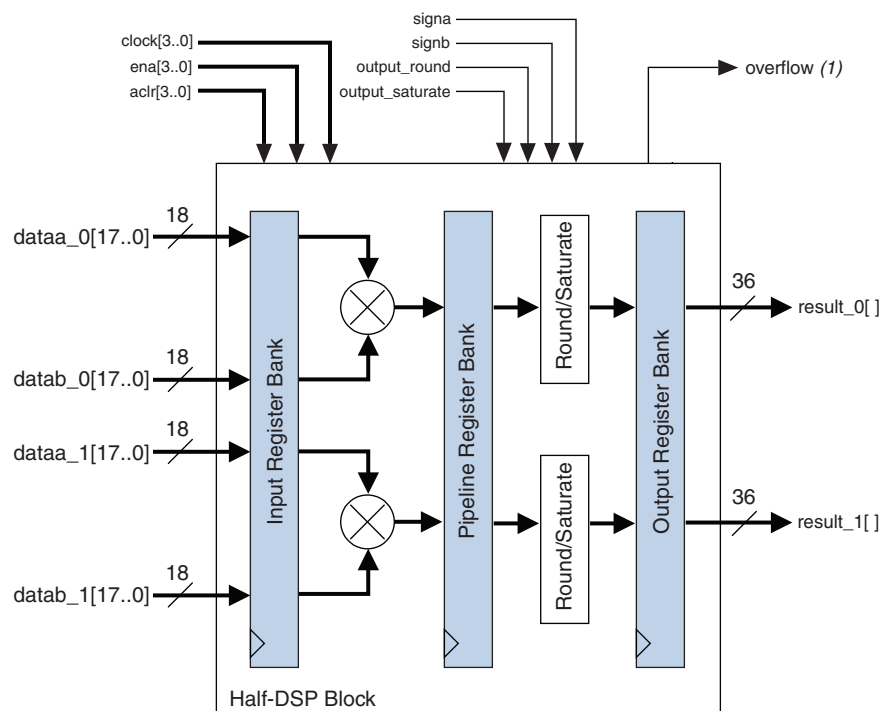 signa
clock[3..0]
signb
ena[3..0]
output_round
overflow (1)
aclr[3..0]
output_saturate
18
dataa_0[17..0]
Input Register Bank
Pipeline Register Bank
Round/Saturate
Output Register Bank
36
result_0[ ]
18
datab_0[17..0]
18
dataa_1[17..0]
Round/Saturate
36
result_1[ ]
18
datab_1[17..0]
Half-DSP Block